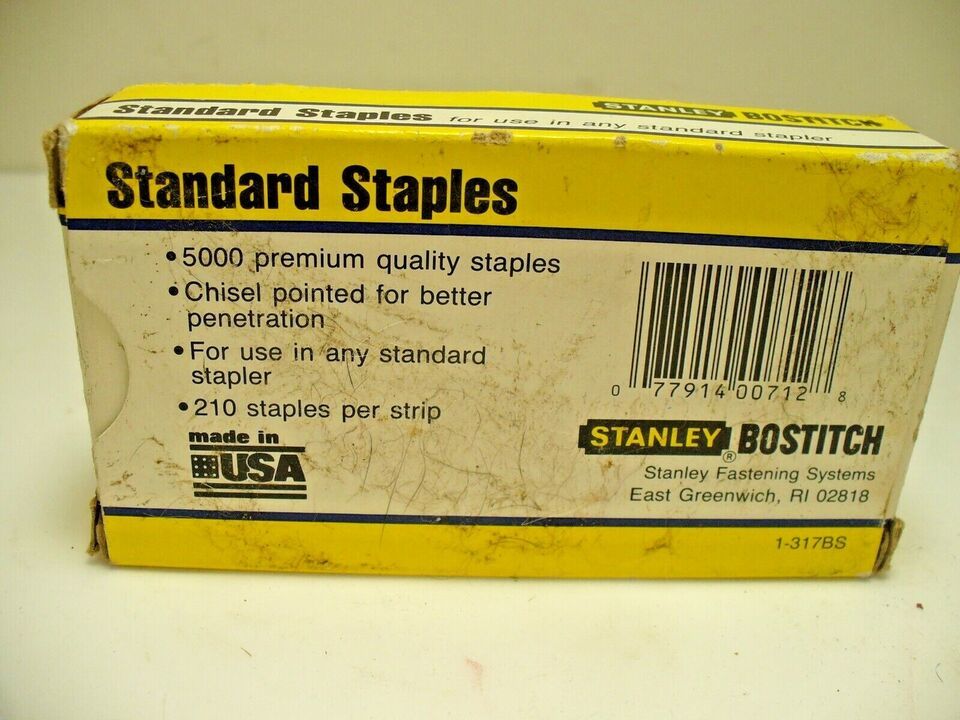 Standard Staples for use in any standard stapler
STANLEY BOSTITCH
Standard Staples
• 5000 premium quality staples
• Chisel pointed for better
penetration
• For use in any standard
stapler
• 210 staples per strip
made in
USA
0 77914 00712 8
STANLEY® BOSTITCH
Stanley Fastening Systems
East Greenwich, RI 02818
1-317BS